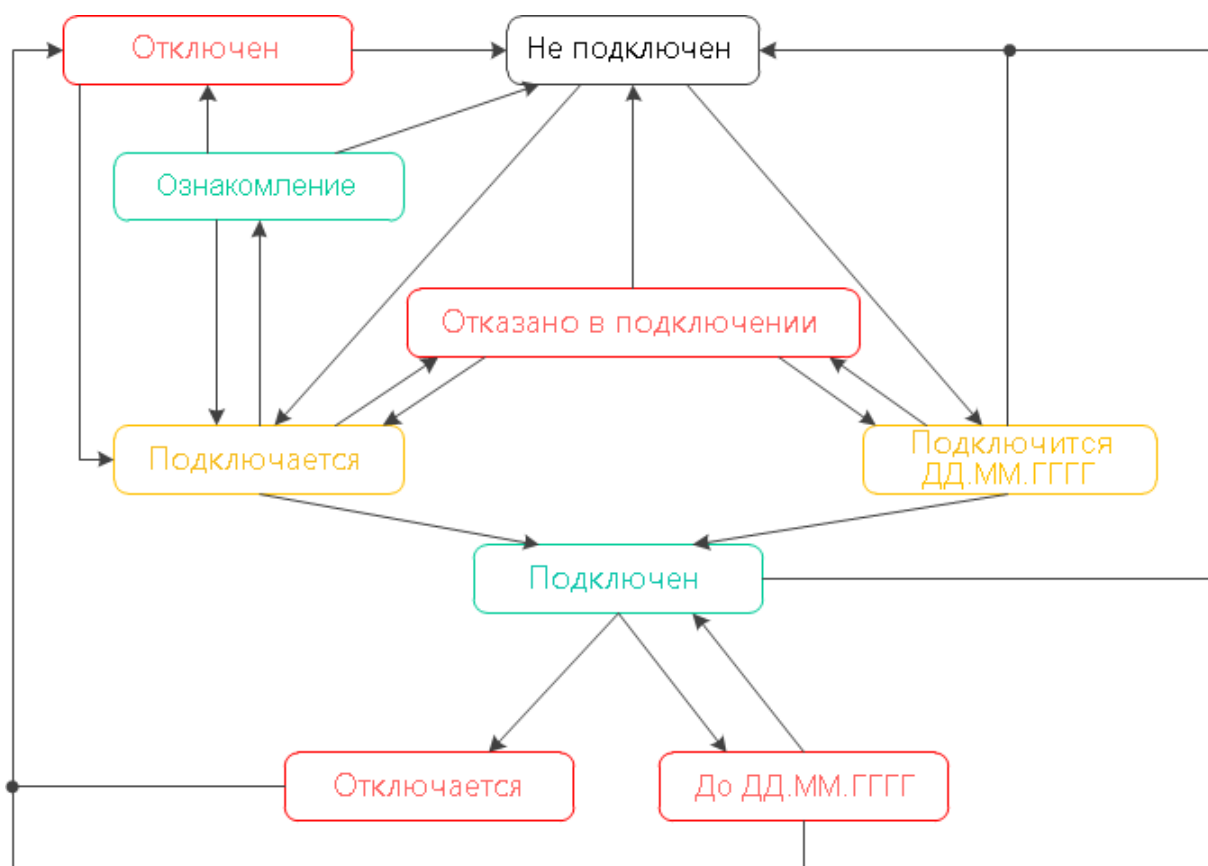 Отключен
Не подключен
Ознакомление
Отказано в подключении
Подключается
Подключится
ДД.ММ.ГГГГ
Подключен
Отключается
До ДД.ММ.ГГГГ